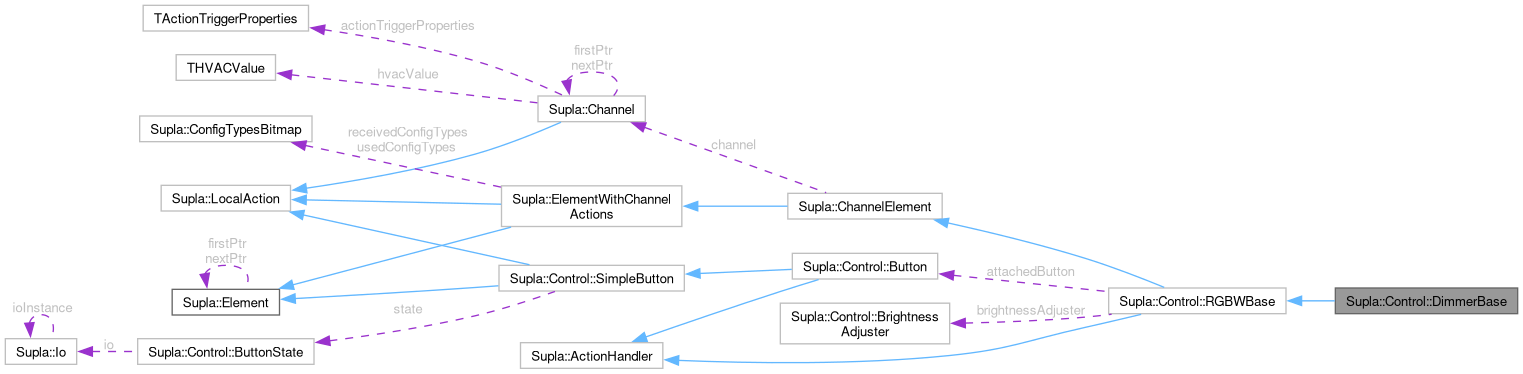 TActionTriggerProperties
actionTriggerProperties
THVACValue
hvacValue
firstPtr
nextPtr
Supla::Channel
Supla::ConfigTypesBitmap
receivedConfigTypes
usedConfigTypes
channel
Supla::LocalAction
Supla::ElementWithChannel
Actions
Supla::ChannelElement
firstPtr
nextPtr
Supla::Element
Supla::Control::SimpleButton
Supla::Control::Button
attachedButton
Supla::Control::RGBWBase
Supla::Control::DimmerBase
ioInstance
state
Supla::Control::Brightness
Adjuster
brightnessAdjuster
Supla::Io
io
Supla::Control::ButtonState
Supla::ActionHandler